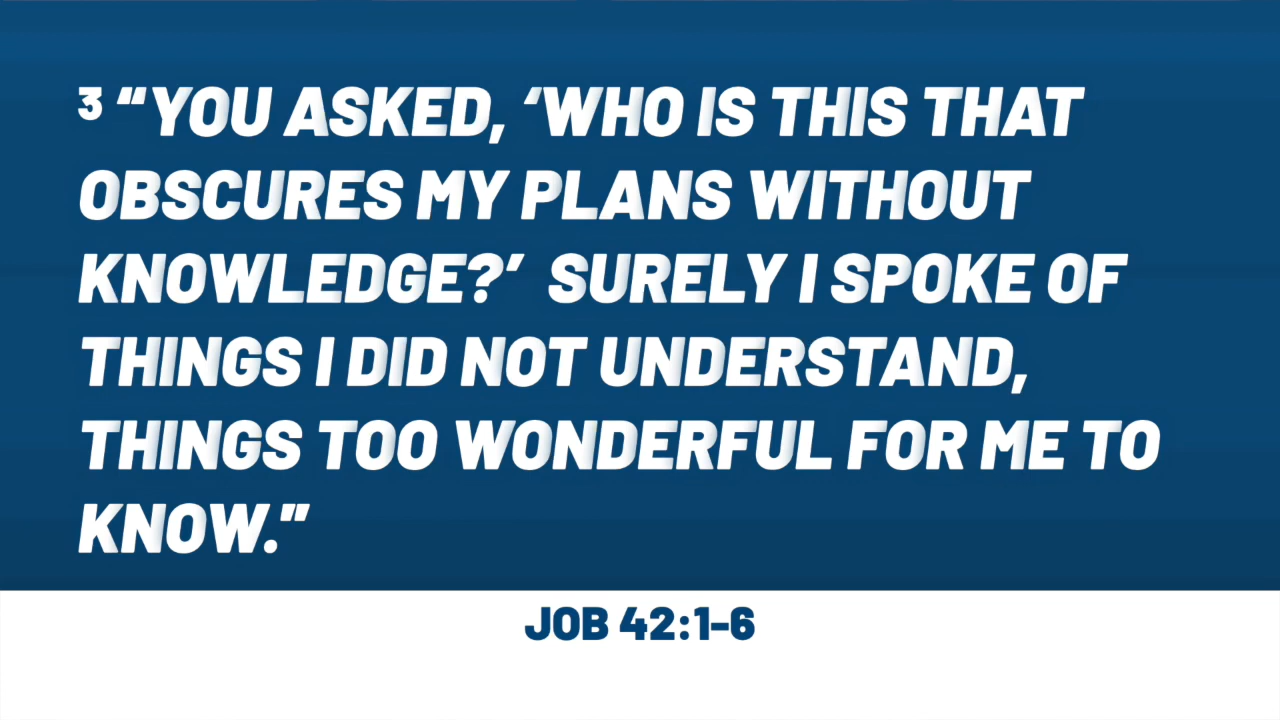 ³ “YOU ASKED, ‘WHO IS THIS THAT
OBSCURES MY PLANS WITHOUT
KNOWLEDGE?’ SURELY I SPOKE OF
THINGS I DID NOT UNDERSTAND,
THINGS TOO WONDERFUL FOR ME TO
KNOW.”
JOB 42:1-6